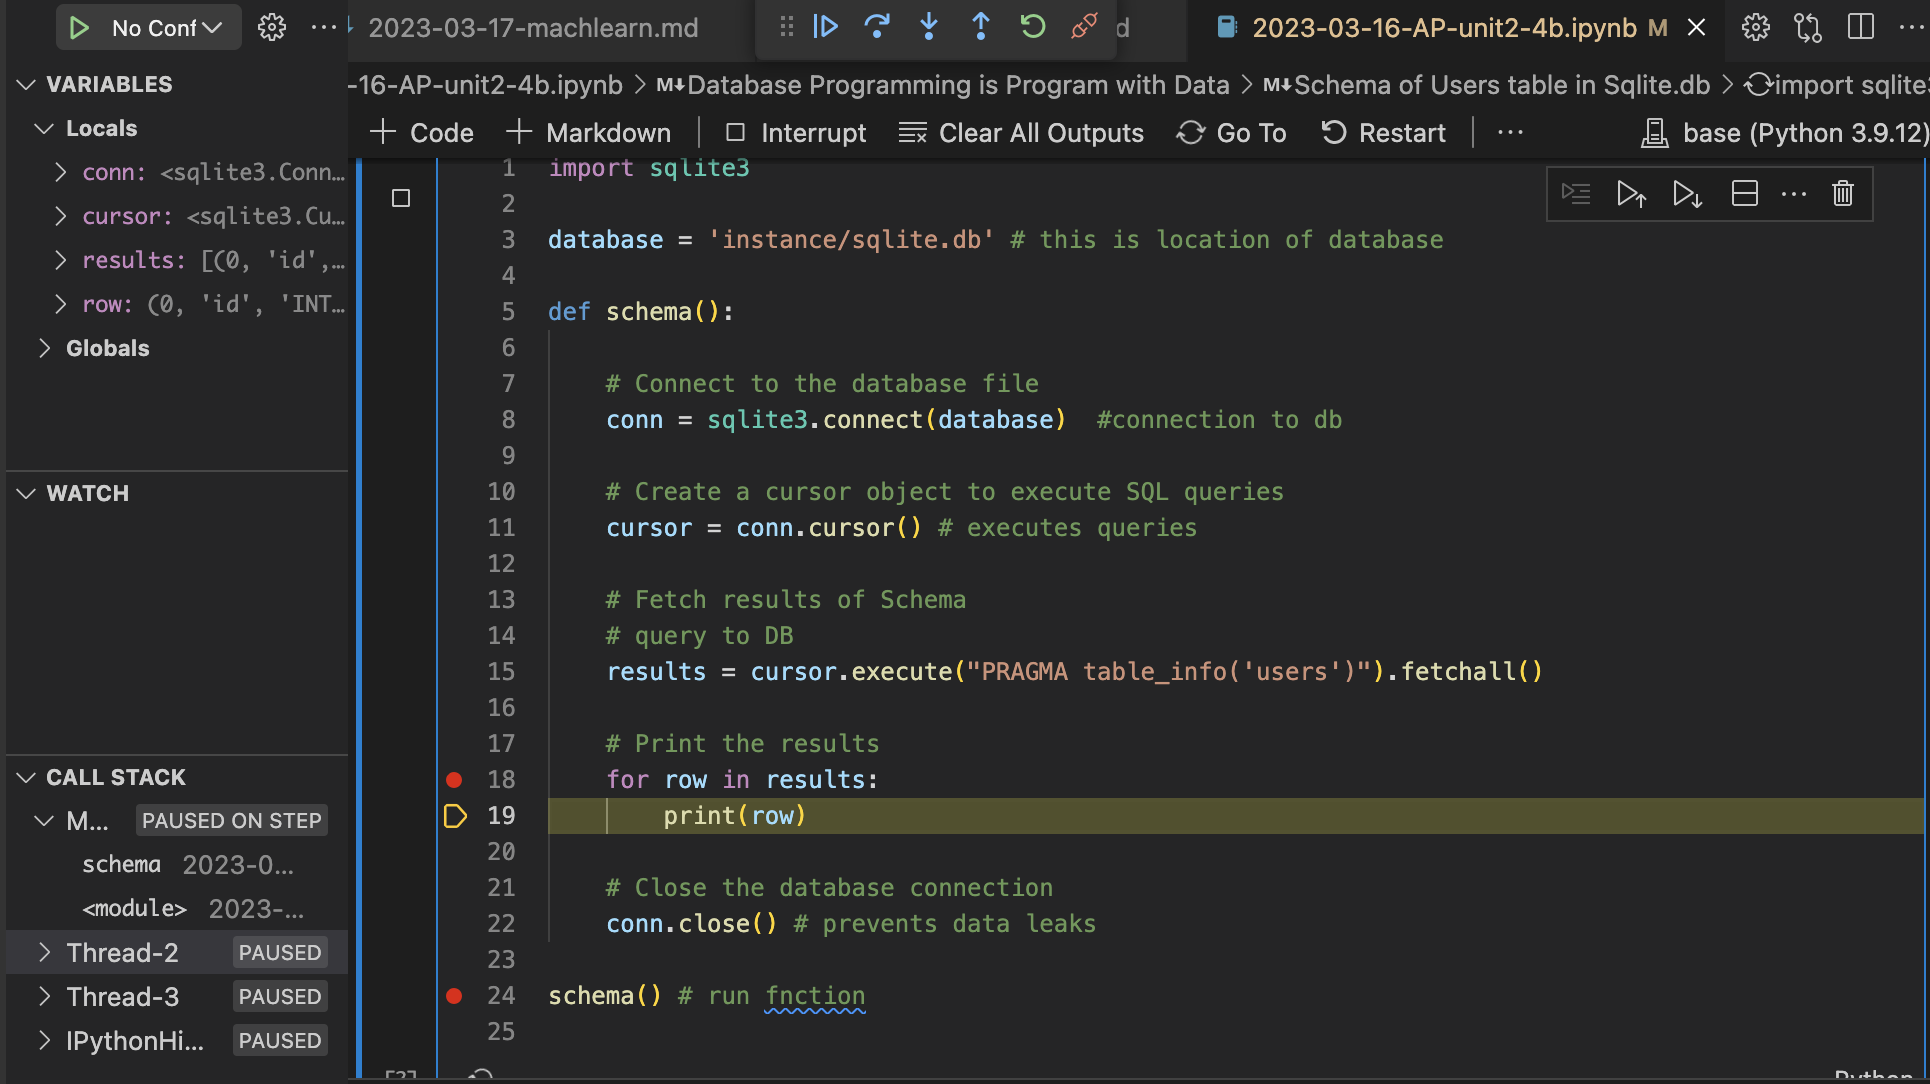 No Conf
2023-03-17-machlearn.md
d
2023-03-16-AP-unit2-4b.ipynb M
VARIABLES
-16-AP-unit2-4b.ipynb > M↓Database Programming is Program with Data > M↓Schema of Users table in Sqlite.db > import sqlite3
Locals
+ Code + Markdown | Interrupt Clear All Outputs Go To Restart | ... base (Python 3.9.12)
conn: <sqlite3.Conn...
cursor: <sqlite3.Cu...
results: [(0, 'id',...
row: (0, 'id', 'INT...
Globals
WATCH
CALL STACK
M... PAUSED ON STEP
schema 2023-0...
<module> 2023-...
Thread-2 PAUSED
Thread-3 PAUSED
IPythonHi... PAUSED
1 import sqlite3
2
3 database = 'instance/sqlite.db' # this is location of database
4
5 def schema():
6
7 # Connect to the database file
8 conn = sqlite3.connect(database)  #connection to db
9
10 # Create a cursor object to execute SQL queries
11 cursor = conn.cursor() # executes queries
12
13 # Fetch results of Schema
14 # query to DB
15 results = cursor.execute("PRAGMA table_info('users')").fetchall()
16
17 # Print the results
18 for row in results:
19 print(row)
20
21 # Close the database connection
22 conn.close() # prevents data leaks
23
24 schema() # run fnction
25
Python